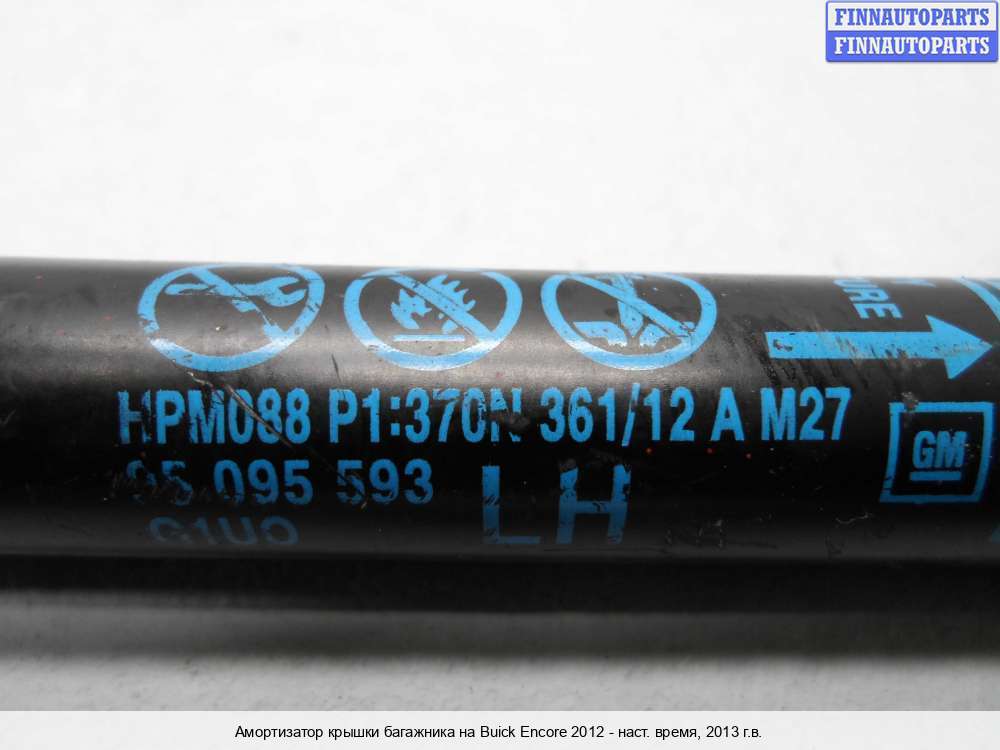 FINNAUTOPARTS
FINNAUTOPARTS
HPM088 P1:370N 361/12 A M27
95 095 593
LH
GM
Амортизатор крышки багажника на Buick Encore 2012 - наст. время, 2013 г.в.